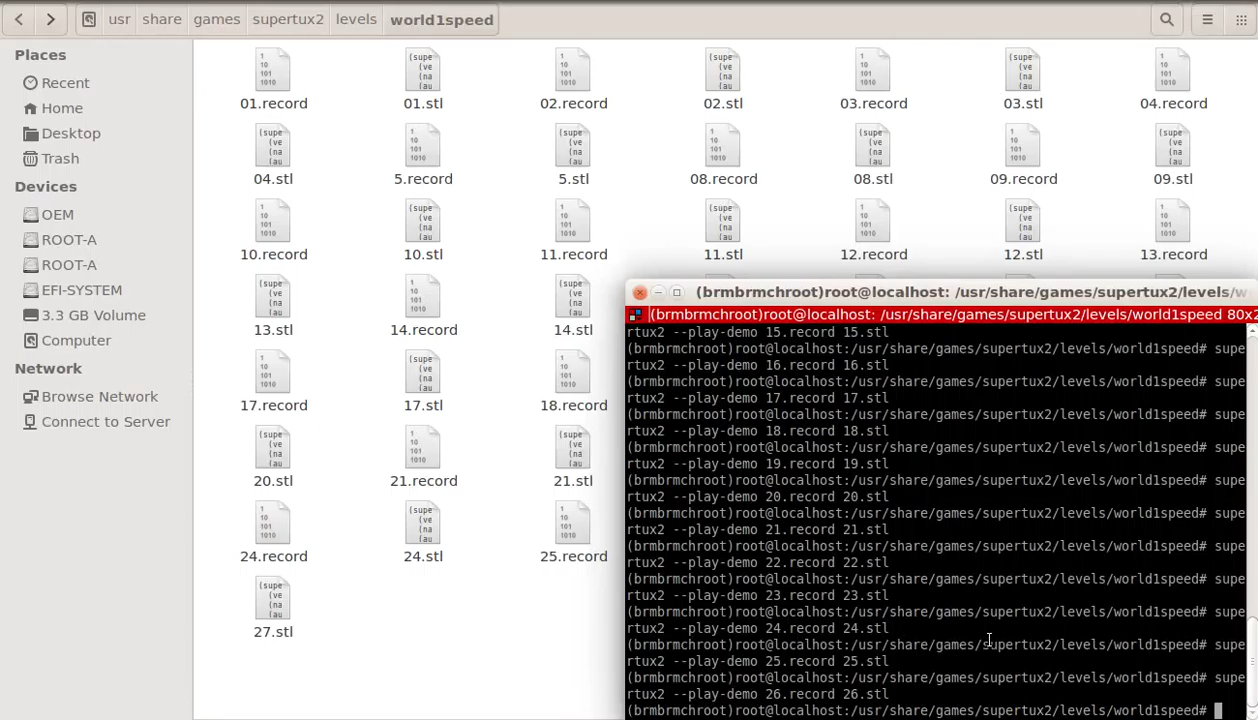 usr share games supertux2 levels world1speed
Places
Recent
Home
Desktop
Trash
Devices
OEM
ROOT-A
ROOT-A
EFI-SYSTEM
3.3 GB Volume
Computer
Network
Browse Network
Connect to Server
01.record 01.stl 02.record 02.stl 03.record 03.stl 04.record
04.stl 5.record 5.stl 08.record 08.stl 09.record 09.stl
10.record 10.stl 11.record 11.stl 12.record 12.stl 13.record
13.stl 14.record 14.stl
17.record 17.stl 18.record
20.stl 21.record 21.stl
24.record 24.stl 25.record
27.stl
(brmbrmchroot)root@localhost: /usr/share/games/supertux2/levels/w
(brmbrmchroot)root@localhost: /usr/share/games/supertux2/levels/world1speed 80x2
rtux2 --play-demo 15.record 15.stl
(brmbrmchroot)root@localhost:/usr/share/games/supertux2/levels/world1speed# supe
rtux2 --play-demo 16.record 16.stl
(brmbrmchroot)root@localhost:/usr/share/games/supertux2/levels/world1speed# supe
rtux2 --play-demo 17.record 17.stl
(brmbrmchroot)root@localhost:/usr/share/games/supertux2/levels/world1speed# supe
rtux2 --play-demo 18.record 18.stl
(brmbrmchroot)root@localhost:/usr/share/games/supertux2/levels/world1speed# supe
rtux2 --play-demo 19.record 19.stl
(brmbrmchroot)root@localhost:/usr/share/games/supertux2/levels/world1speed# supe
rtux2 --play-demo 20.record 20.stl
(brmbrmchroot)root@localhost:/usr/share/games/supertux2/levels/world1speed# supe
rtux2 --play-demo 21.record 21.stl
(brmbrmchroot)root@localhost:/usr/share/games/supertux2/levels/world1speed# supe
rtux2 --play-demo 22.record 22.stl
(brmbrmchroot)root@localhost:/usr/share/games/supertux2/levels/world1speed# supe
rtux2 --play-demo 23.record 23.stl
(brmbrmchroot)root@localhost:/usr/share/games/supertux2/levels/world1speed# supe
rtux2 --play-demo 24.record 24.stl
(brmbrmchroot)root@localhost:/usr/share/games/supertux2/levels/world1speed# supe
rtux2 --play-demo 25.record 25.stl
(brmbrmchroot)root@localhost:/usr/share/games/supertux2/levels/world1speed# supe
rtux2 --play-demo 26.record 26.stl
(brmbrmchroot)root@localhost:/usr/share/games/supertux2/levels/world1speed#